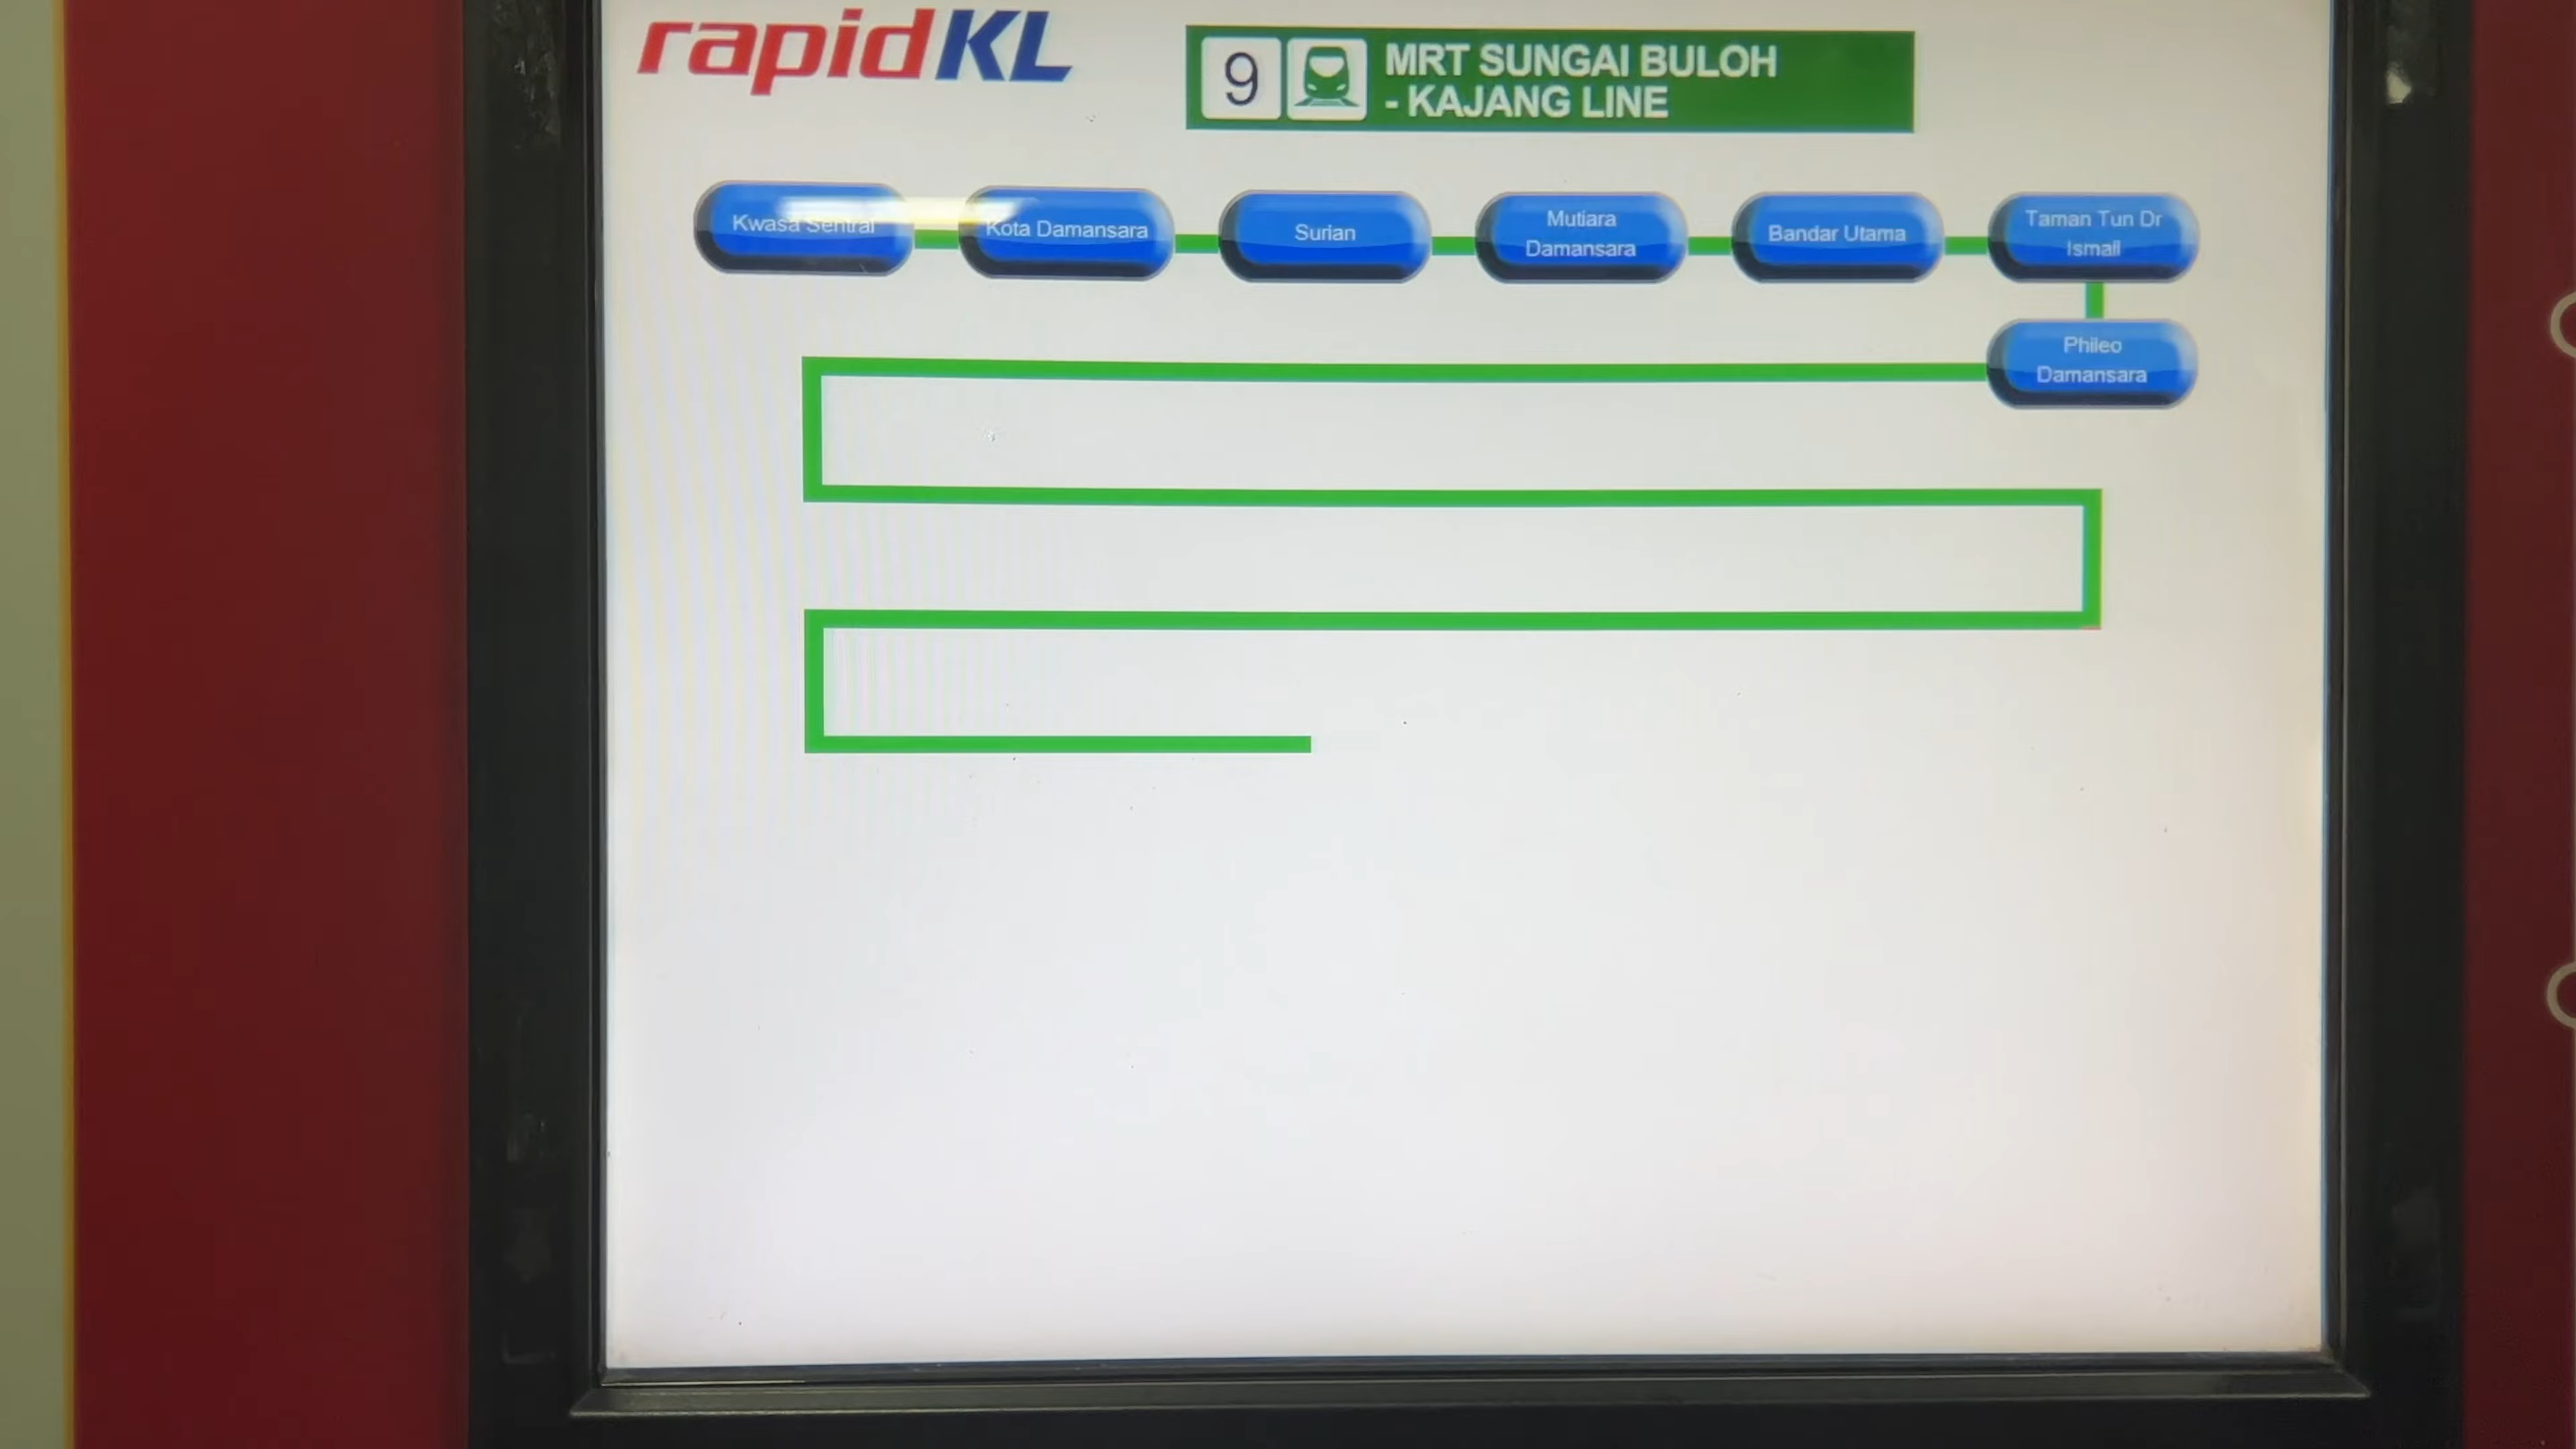 rapidKL
9 MRT SUNGAI BULOH
- KAJANG LINE
Kwasa Sentral
Kota Damansara
Surian
Mutiara
Damansara
Bandar Utama
Taman Tun Dr
Ismail
Phileo
Damansara